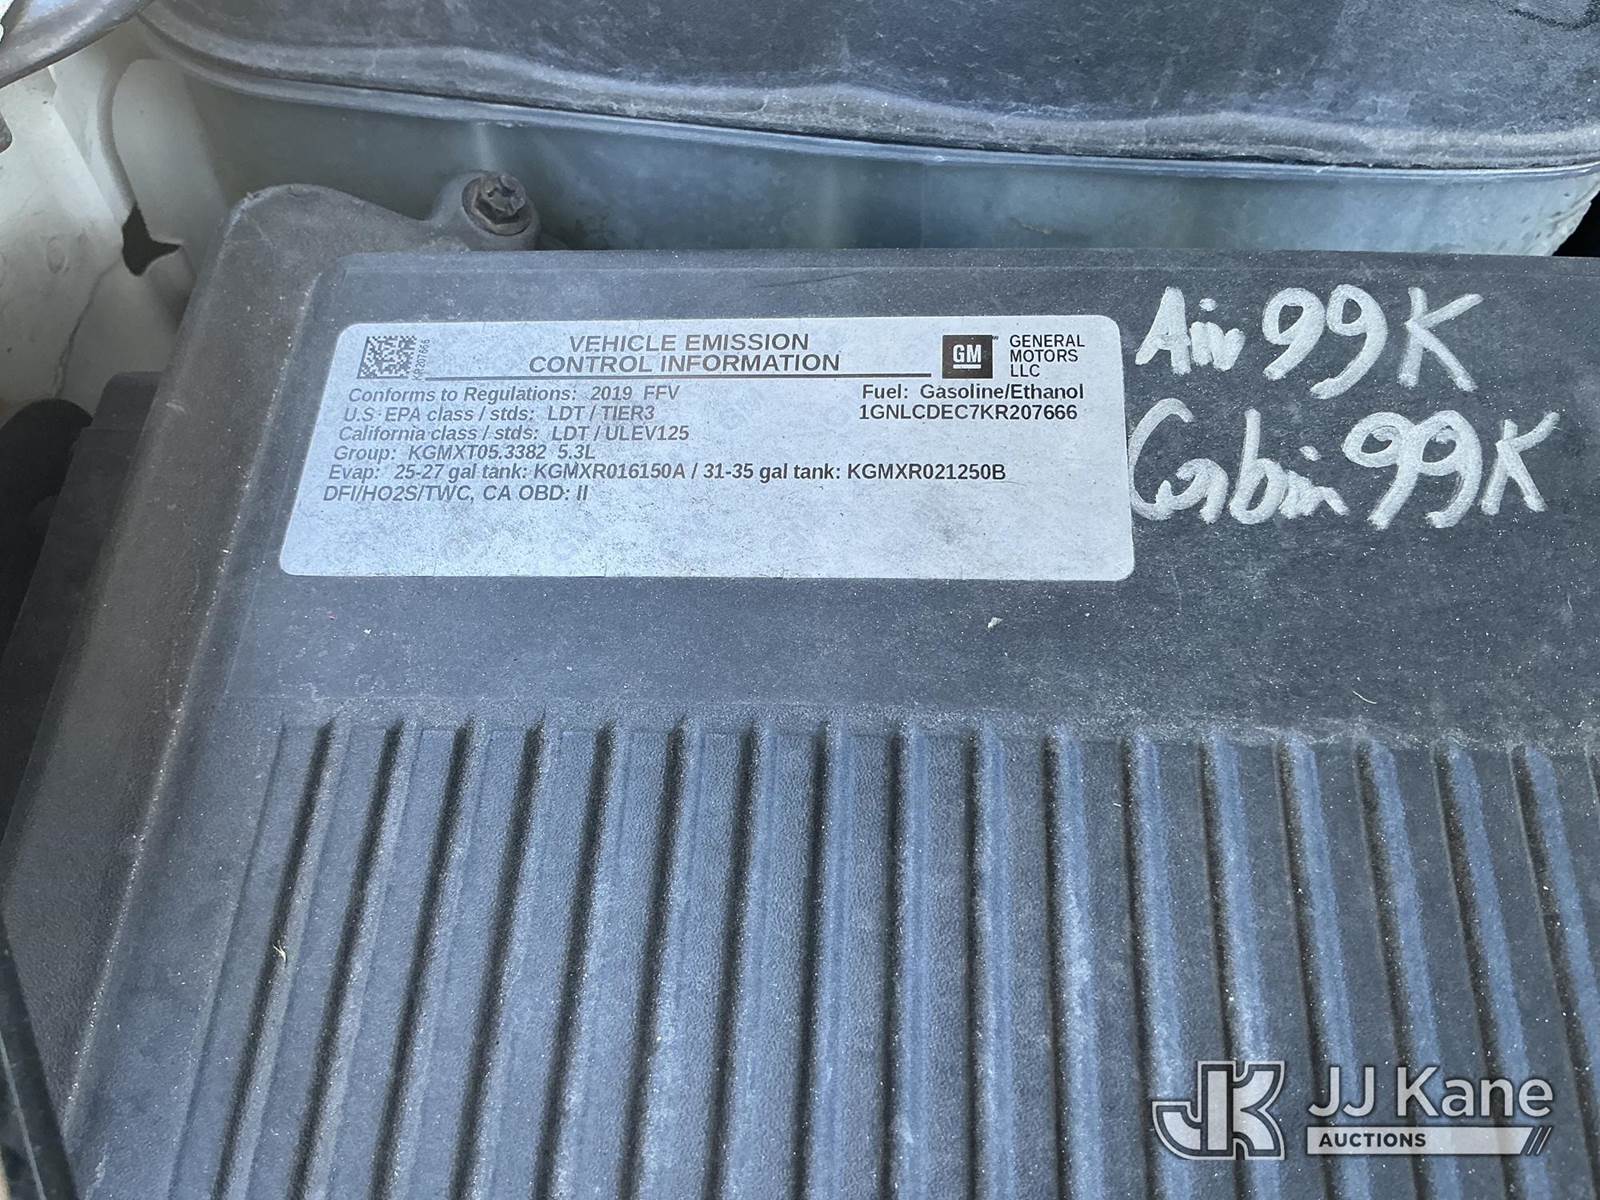 VEHICLE EMISSION
CONTROL INFORMATION
GM
GENERAL
MOTORS
LLC
KR207666
Conforms to Regulations: 2019 FFV
Fuel: Gasoline/Ethanol
U.S. EPA class / stds: LDT / TIER3
1GNLCDEC7KR207666
California class / stds: LDT / ULEV125
Group: KGMXT05.3382 5.3L
Evap: 25-27 gal tank: KGMXR016150A / 31-35 gal tank: KGMXR021250B
DFI/HO2S/TWC, CA OBD: II
Air 99K
Cabin 99K
JK JJ Kane
AUCTIONS